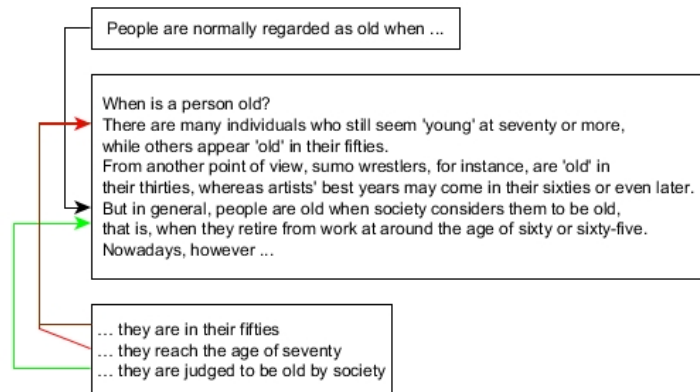 People are normally regarded as old when ...
When is a person old?
There are many individuals who still seem 'young' at seventy or more,
while others appear 'old' in their fifties.
From another point of view, sumo wrestlers, for instance, are 'old' in
their thirties, whereas artists' best years may come in their sixties or even later.
But in general, people are old when society considers them to be old,
that is, when they retire from work at around the age of sixty or sixty-five.
Nowadays, however ...
... they are in their fifties
... they reach the age of seventy
... they are judged to be old by society